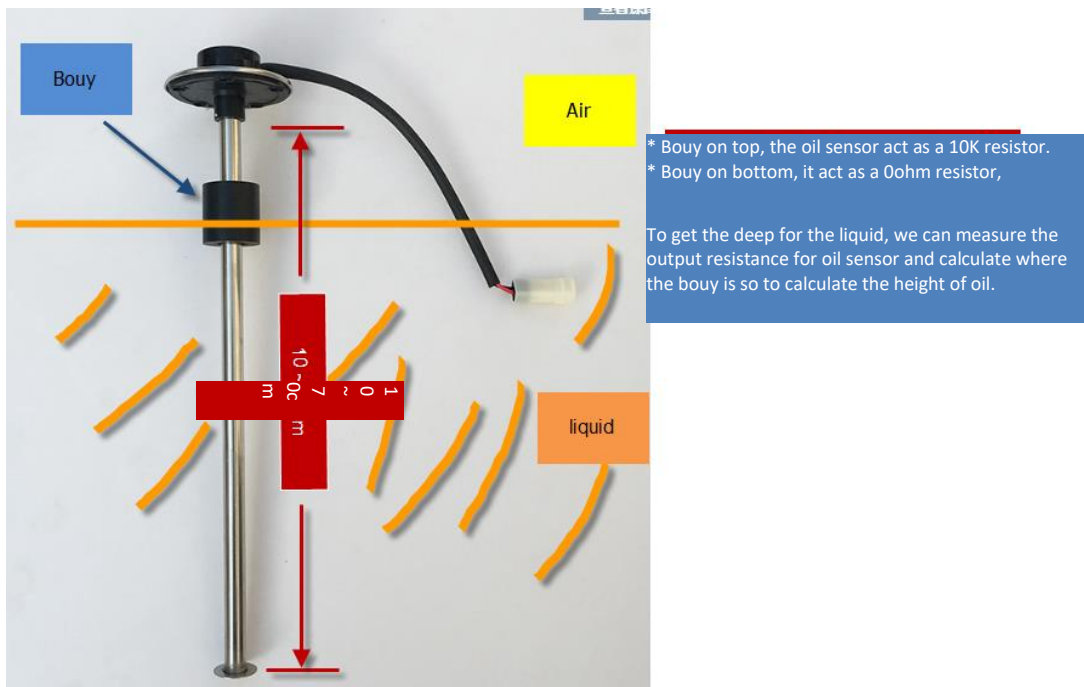 Bouy
Air
* Bouy on top, the oil sensor act as a 10K resistor.
* Bouy on bottom, it act as a 0ohm resistor,
To get the deep for the liquid, we can measure the
output resistance for oil sensor and calculate where
the bouy is so to calculate the height of oil.
10~70cm
liquid